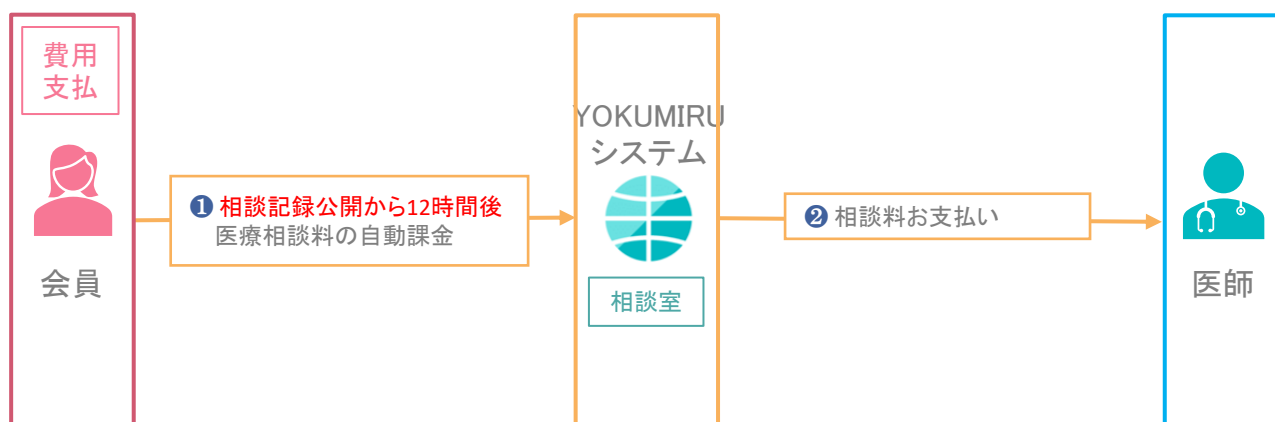 費用
支払
会員
❶ 相談記録公開から12時間後
医療相談料の自動課金
YOKUMIRU
システム
相談室
❷ 相談料お支払い
医師